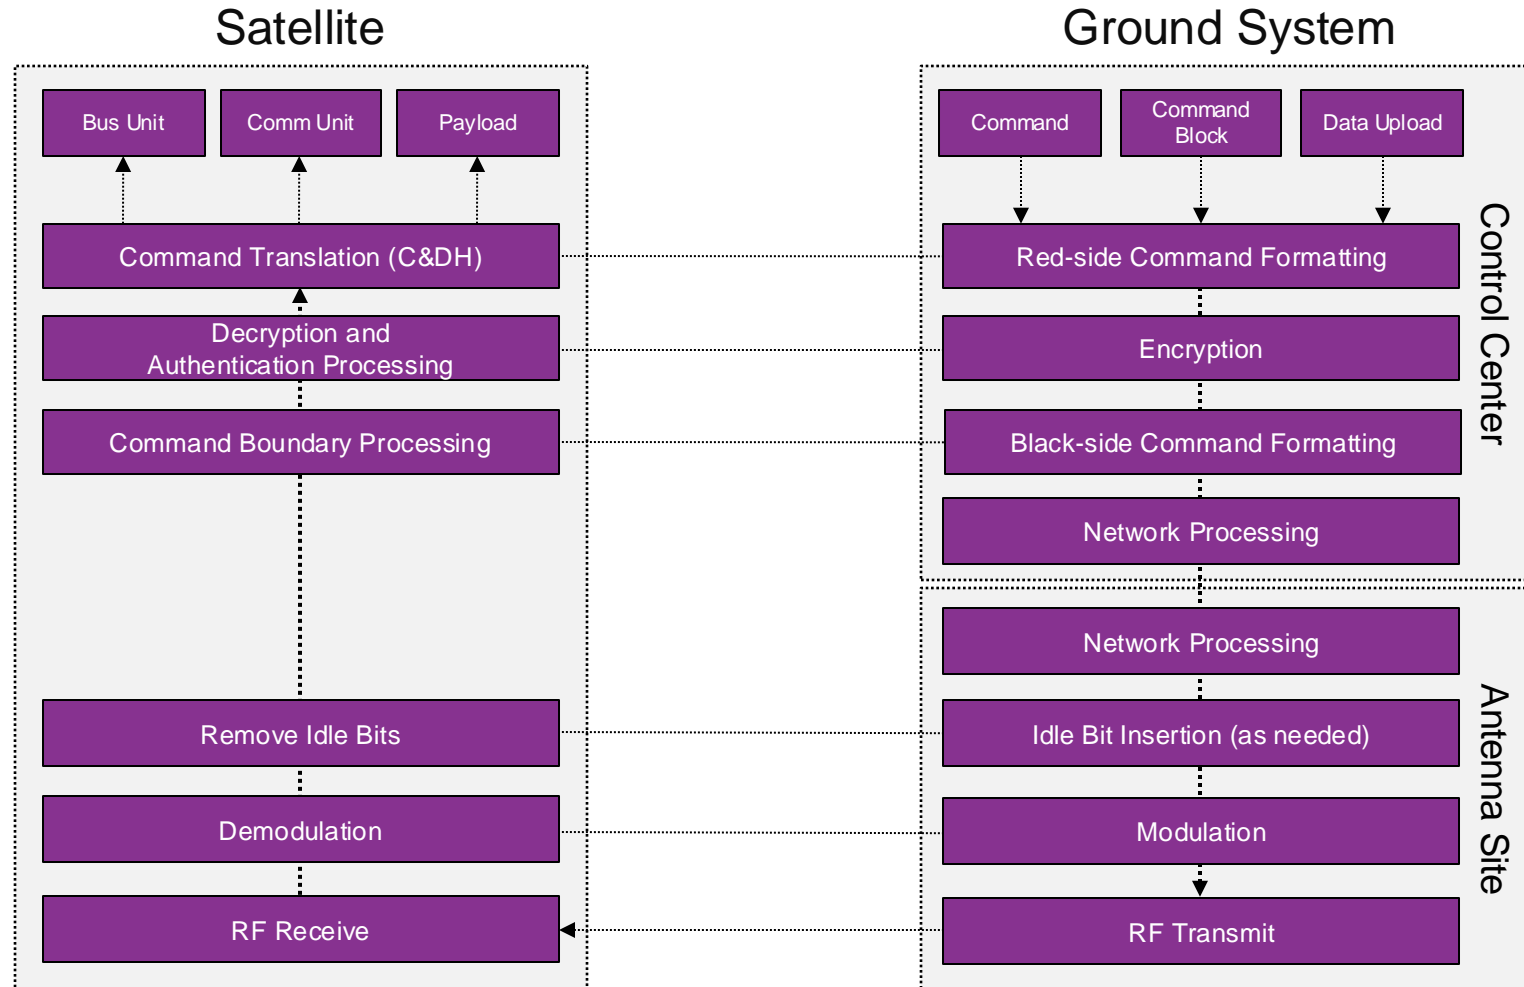 Satellite
Ground System
Bus Unit
Comm Unit
Payload
Command
Command
Block
Data Upload
Command Translation (C&DH)
Red-side Command Formatting
Decryption and
Authentication Processing
Encryption
Command Boundary Processing
Black-side Command Formatting
Network Processing
Control Center
Network Processing
Remove Idle Bits
Idle Bit Insertion (as needed)
Demodulation
Modulation
RF Receive
RF Transmit
Antenna Site